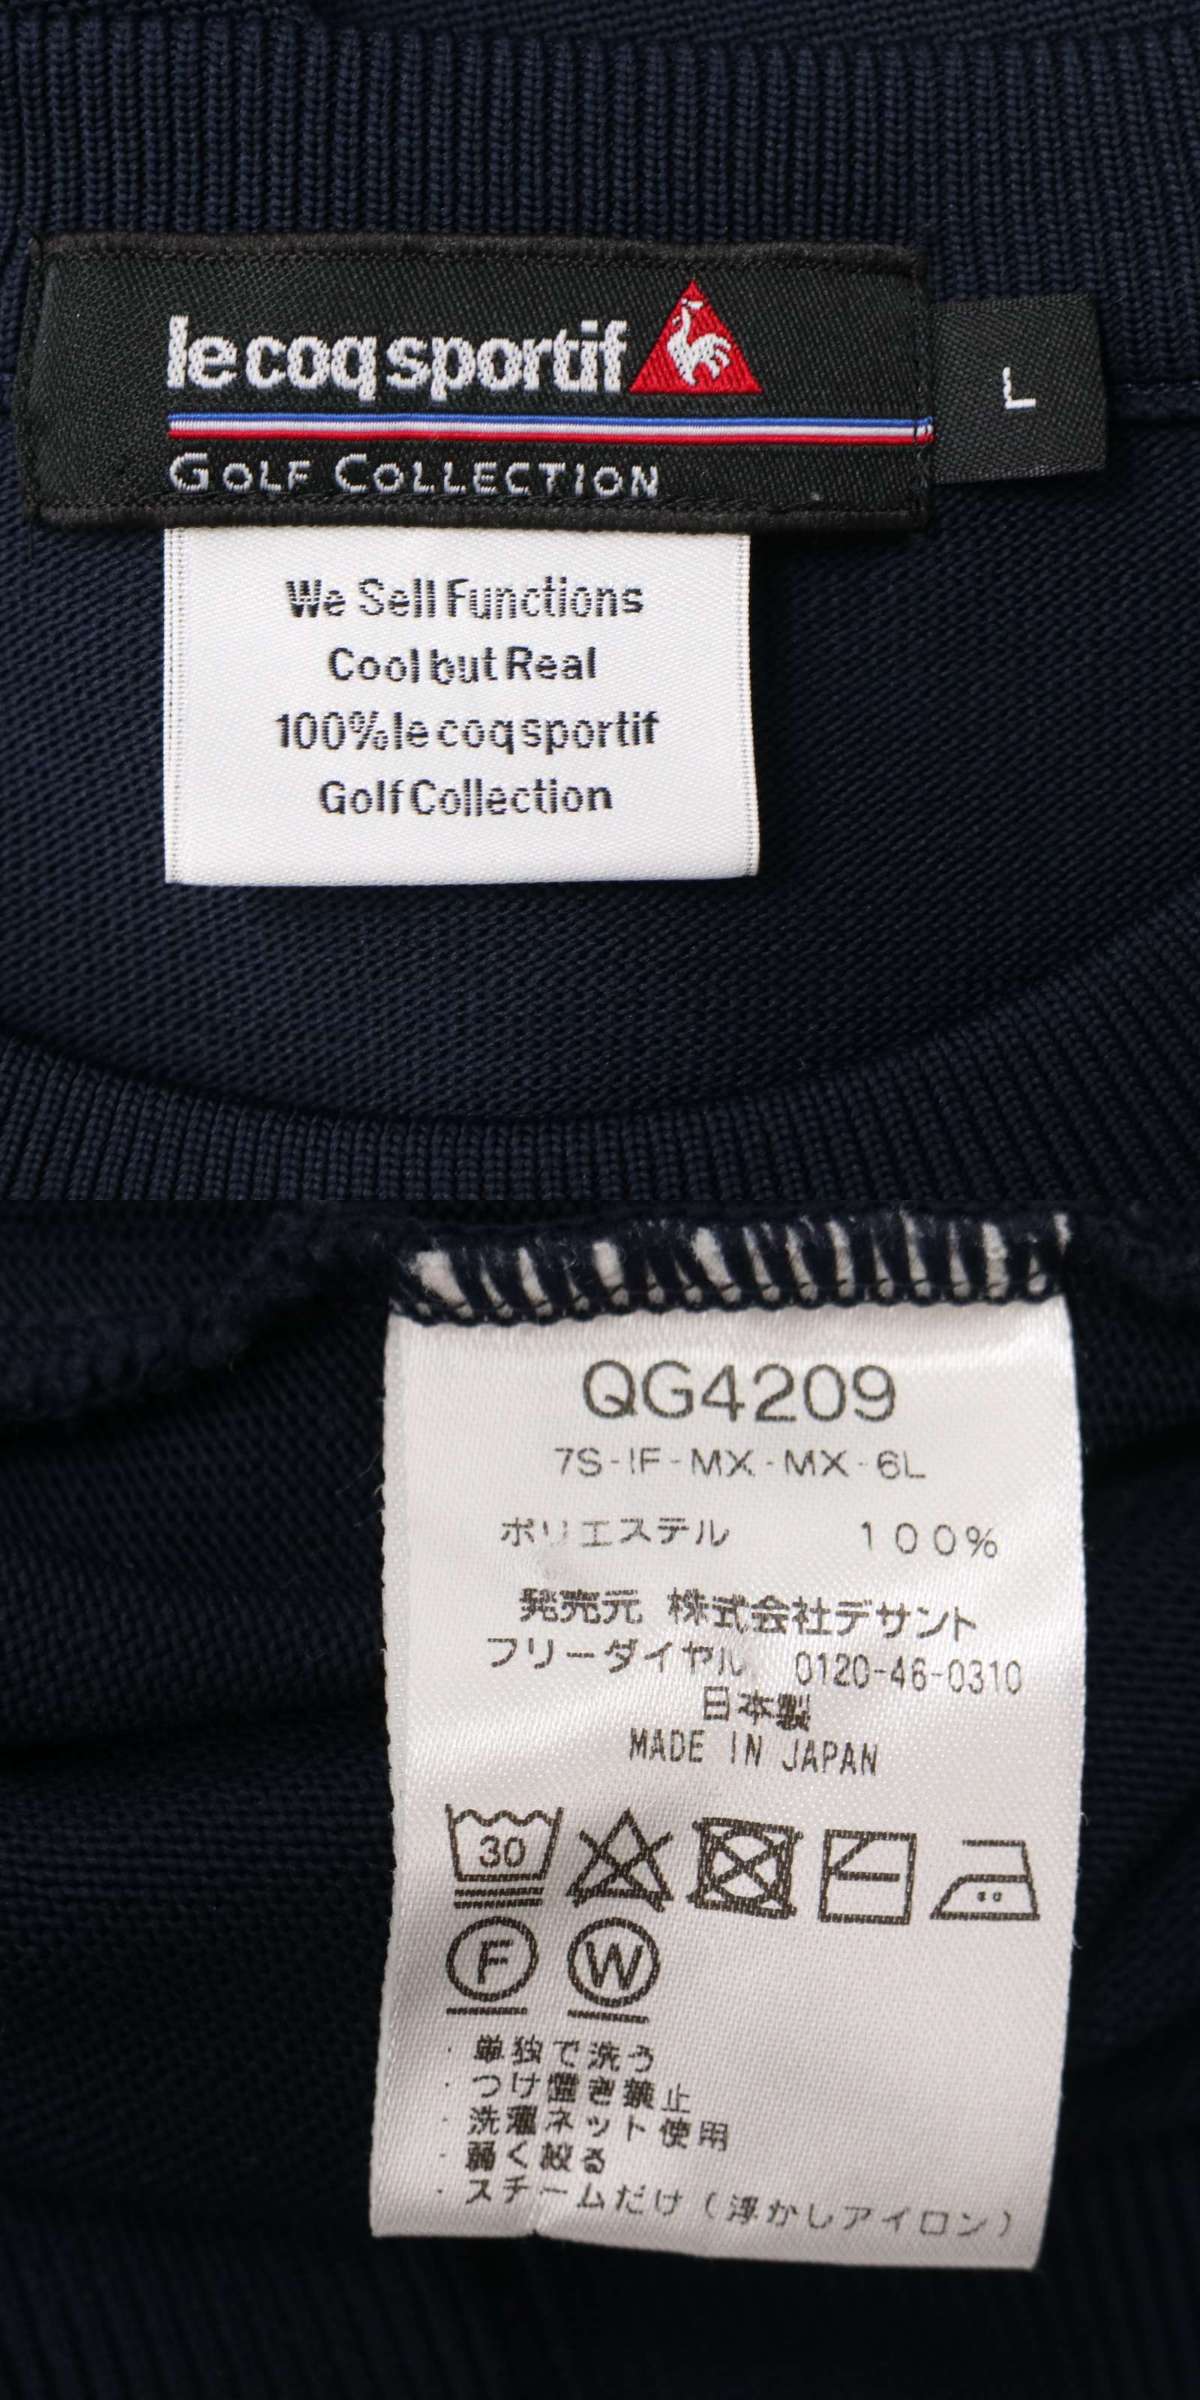 le coq sportif
L
GOLF COLLECTION
We Sell Functions
Cool but Real
100% le coq sportif
Golf Collection
QG4209
7S-IF-MX-MX-6L
ポリエステル 100%
発売元 株式会社デサント
フリーダイヤル 0120-46-0310
日本製
MADE IN JAPAN
30
F W
・単独で洗う
・つけ置き禁止
・洗濯ネット使用
・弱く絞る
・スチームだけ(浮かしアイロン)